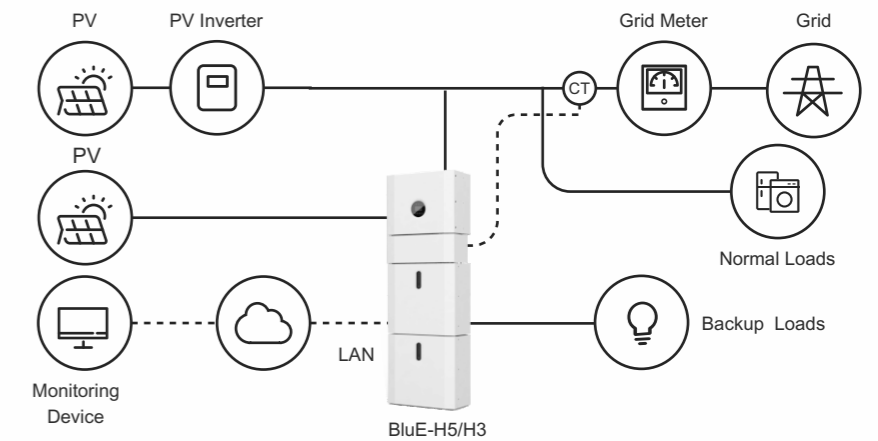 PV
PV Inverter
Grid Meter
Grid
CT
PV
Normal Loads
Backup Loads
LAN
Monitoring
Device
BluE-H5/H3